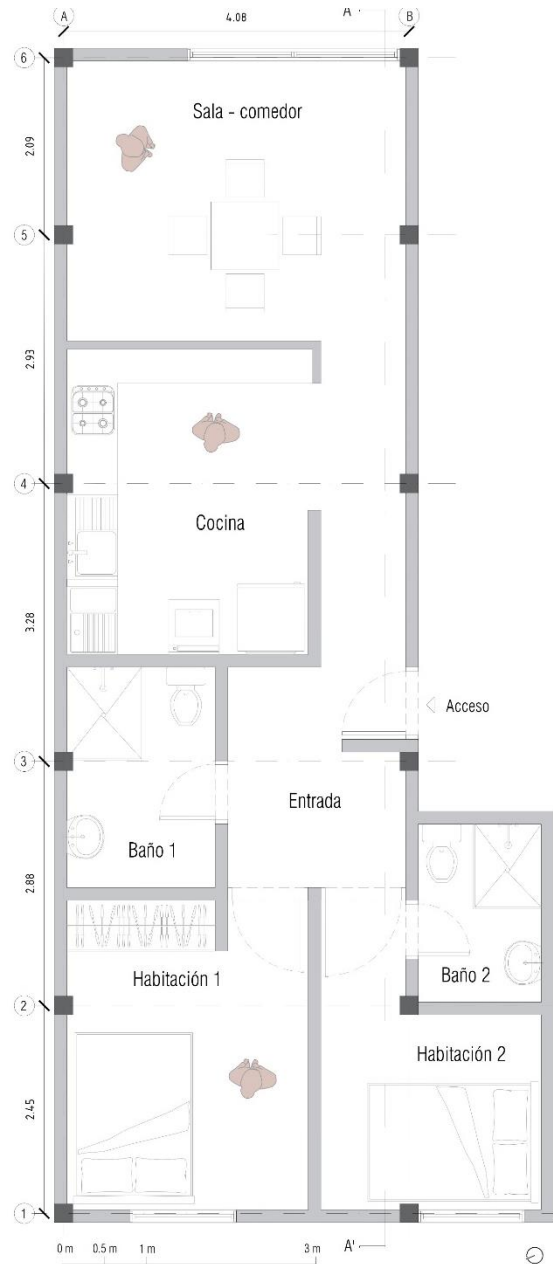 A
4.08
A
B
6
Sala - comedor
2.09
5
2.93
4
Cocina
3.28
Acceso
3
Entrada
Baño 1
2.88
Baño 2
Habitación 1
2
Habitación 2
2.45
1
0 m 0.5 m 1 m 3 m
A'